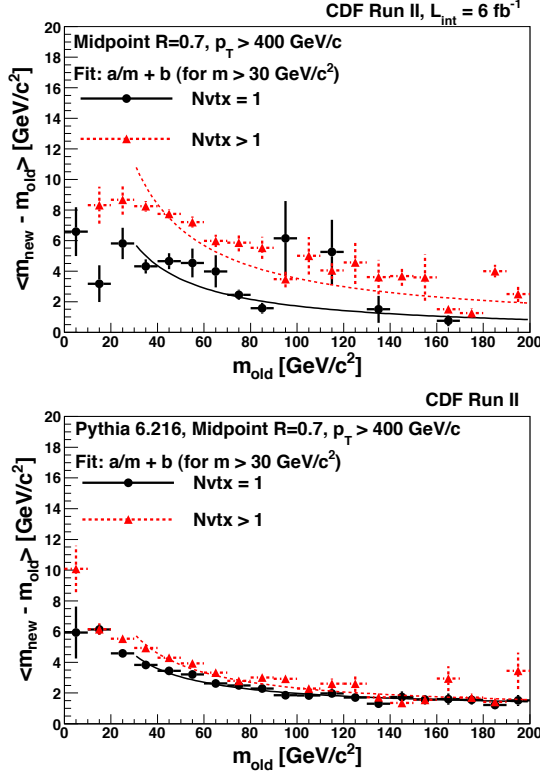 CDF Run II, L_int = 6 fb^-1
Midpoint R=0.7, p_T > 400 GeV/c
Fit: a/m + b (for m > 30 GeV/c^2)
Nvtx = 1
Nvtx > 1
<m_new - m_old> [GeV/c^2]
20
18
16
14
12
10
8
6
4
2
0
0 20 40 60 80 100 120 140 160 180 200
m_old [GeV/c^2]
CDF Run II
Pythia 6.216, Midpoint R=0.7, p_T > 400 GeV/c
Fit: a/m + b (for m > 30 GeV/c^2)
Nvtx = 1
Nvtx > 1
<m_new - m_old> [GeV/c^2]
20
18
16
14
12
10
8
6
4
2
0
0 20 40 60 80 100 120 140 160 180 200
m_old [GeV/c^2]